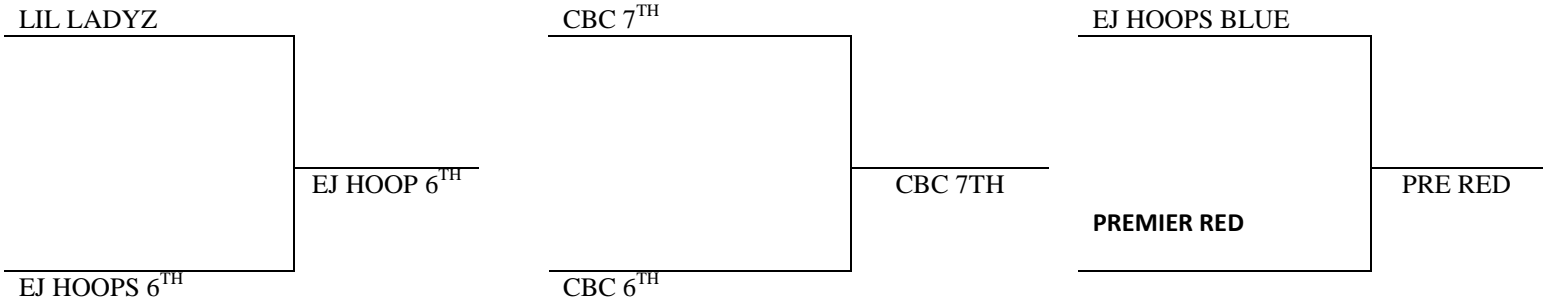 LIL LADYZ
CBC 7TH
EJ HOOPS BLUE
EJ HOOP 6TH
CBC 7TH
PRE RED
PREMIER RED
EJ HOOPS 6TH
CBC 6TH